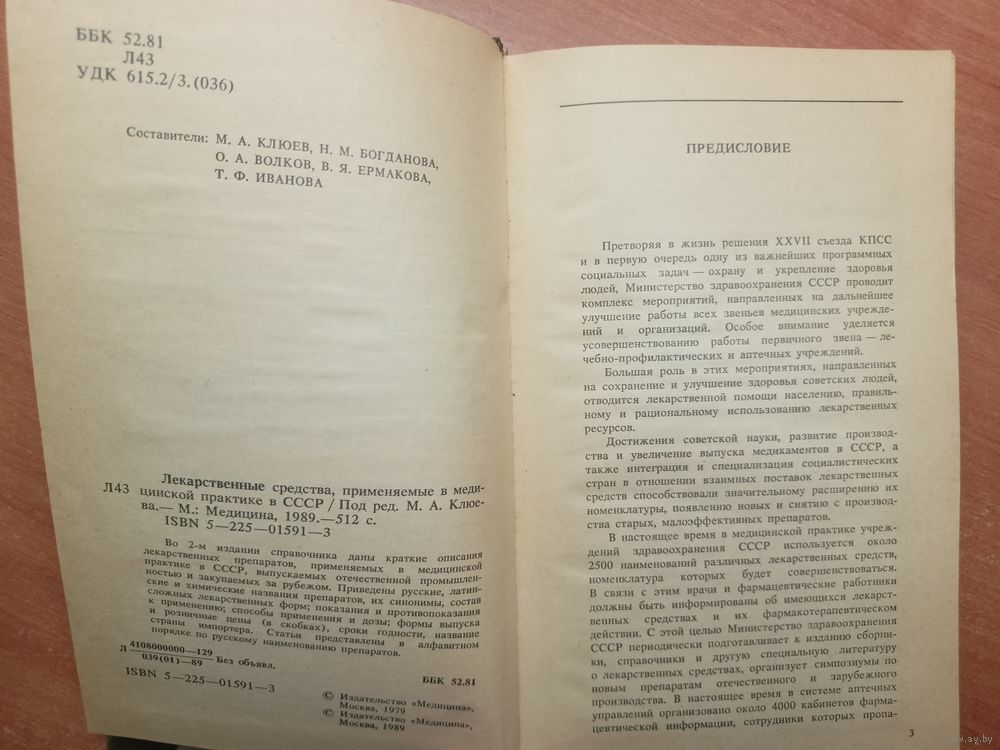 ББК 52.81
Л43
УДК 615.2/3.(036)
Составители: М. А. КЛЮЕВ, Н. М. БОГДАНОВА,
О. А. ВОЛКОВ, В. Я. ЕРМАКОВА,
Т. Ф. ИВАНОВА
Лекарственные средства, применяемые в меди-
Л43 цинской практике в СССР / Под ред. М. А. Клюе-
ва.— М.: Медицина, 1989.—512 с.
ISBN 5—225—01591—3
Во 2-м издании справочника даны краткие описания
лекарственных препаратов, применяемых в медицинской
практике в СССР, выпускаемых отечественной промышлен-
ностью и закупаемых за рубежом. Приведены русские, латин-
ские и химические названия препаратов, их синонимы, состав
сложных лекарственных форм; показания и противопоказания
к применению; способы применения и дозы; формы выпуска
и розничные цены (в скобках), сроки годности, название
страны импортера. Статьи представлены в алфавитном
порядке по русскому наименованию препаратов.
Л 4108000000—129
039(01)—89 Без объявл.
ББК 52.81
ISBN 5—225—01591—3
© Издательство «Медицина»,
Москва, 1979
© Издательство «Медицина»,
Москва, 1989
ПРЕДИСЛОВИЕ
Претворяя в жизнь решения XXVII съезда КПСС
и в первую очередь одну из важнейших программных
социальных задач — охрану и укрепление здоровья
людей, Министерство здравоохранения СССР проводит
комплекс мероприятий, направленных на дальнейшее
улучшение работы всех звеньев медицинских учрежде-
ний и организаций. Особое внимание уделяется
усовершенствованию работы первичного звена — ле-
чебно-профилактических и аптечных учреждений.
Большая роль в этих мероприятиях, направленных
на сохранение и улучшение здоровья советских людей,
отводится лекарственной помощи населению, правиль-
ному и рациональному использованию лекарственных
ресурсов.
Достижения советской науки, развитие производ-
ства и увеличение выпуска медикаментов в СССР, а
также интеграция и специализация социалистических
стран в отношении взаимных поставок лекарственных
средств способствовали значительному расширению их
номенклатуры, появлению новых и снятию с производ-
ства старых, малоэффективных препаратов.
В настоящее время в медицинской практике учреж-
дений здравоохранения СССР используется около
2500 наименований различных лекарственных средств,
номенклатура которых будет совершенствоваться.
В связи с этим врачи и фармацевтические работники
должны быть информированы об имеющихся лекарст-
венных средствах и их фармакотерапевтическом
действии. С этой целью Министерство здравоохранения
СССР периодически подготавливает к изданию сборни-
ки, справочники и другую специальную литературу
о лекарственных средствах, организует симпозиумы по
новым препаратам отечественного и зарубежного
производства. В настоящее время в системе аптечных
управлений организовано около 4000 кабинетов фарма-
цевтической информации, сотрудники которых пропа-
3
www.ay.by